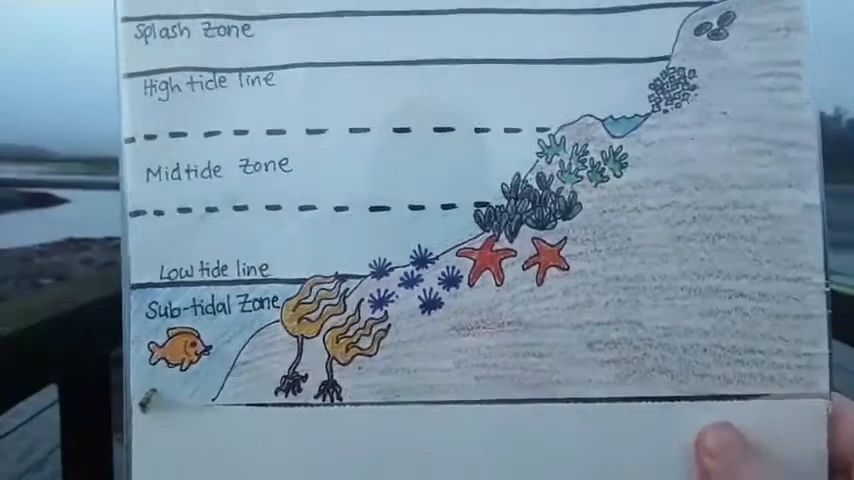 Splash Zone
High tide line
Midtide Zone
Low tide line
Sub-tidal Zone